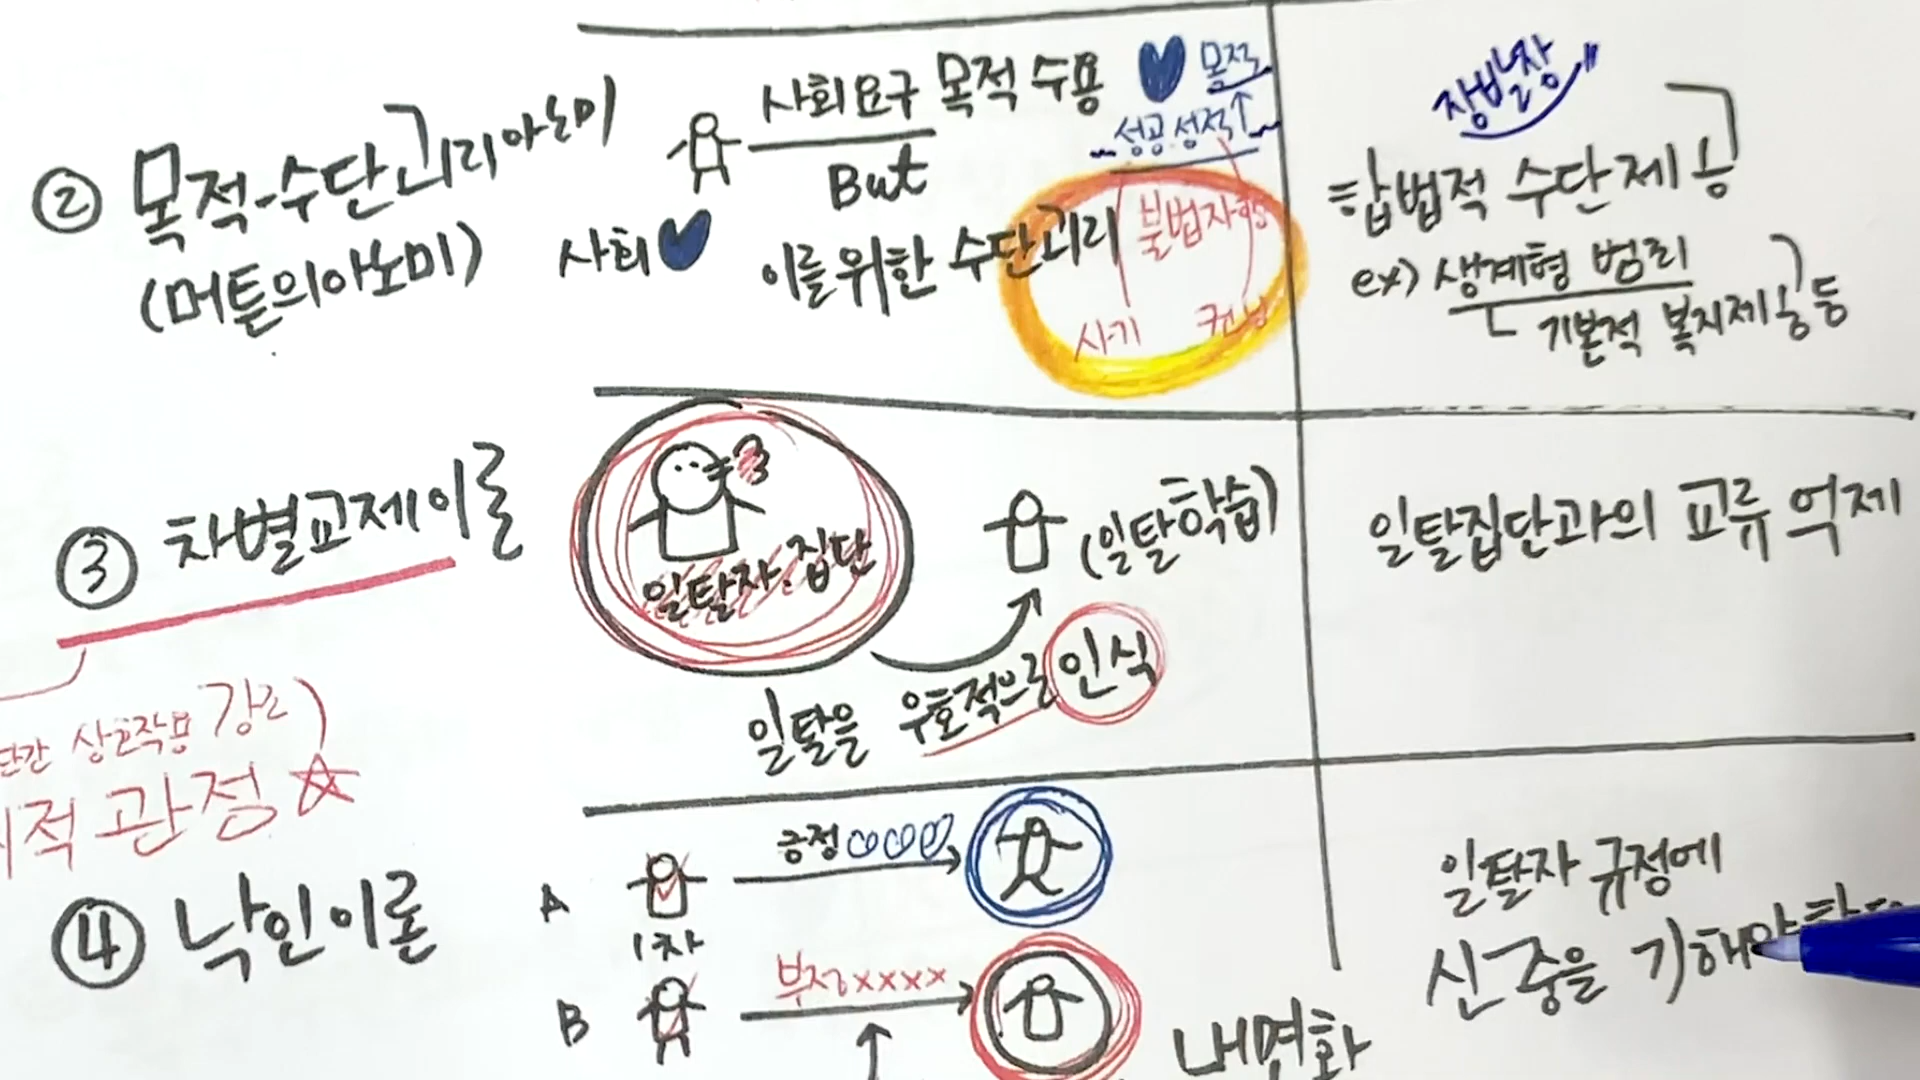 ② 목적-수단괴리아노미
(머튼의아노미)
사회요구 목적 수용
But
사회
이를위한 수단괴리
목적
성공.성적↑
불법자행
사기
장발장
합법적 수단제공
ex) 생계형 범죄
기본적 복지제공등
③ 차별교제이론
단간 상호작용 강조)
적 관점
일탈자.집단
(일탈학습)
일탈을 우호적으로 인식
일탈집단과의 교류 억제
④ 낙인이론
A
1차
긍정
B
부정xxxx
내면화
일탈자 규정에
신중을 기해야